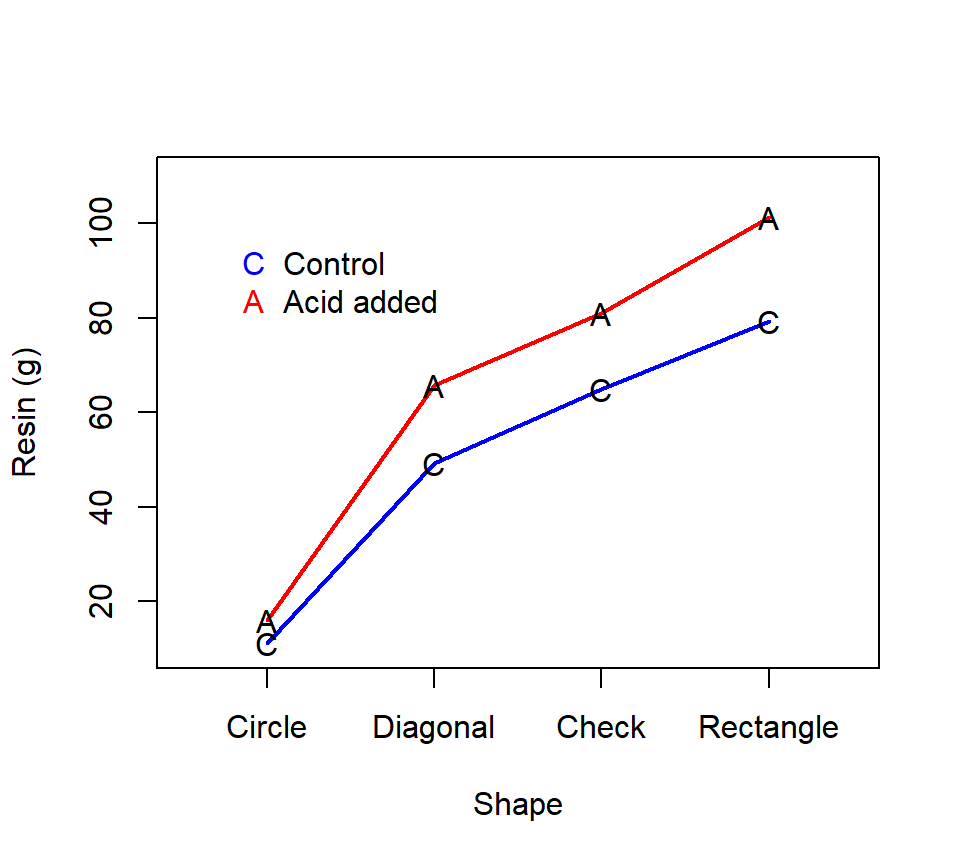 C Control
A Acid added
100
80
60
40
20
Resin (g)
A
A
A
A
C
C
C
C
Circle Diagonal Check Rectangle
Shape